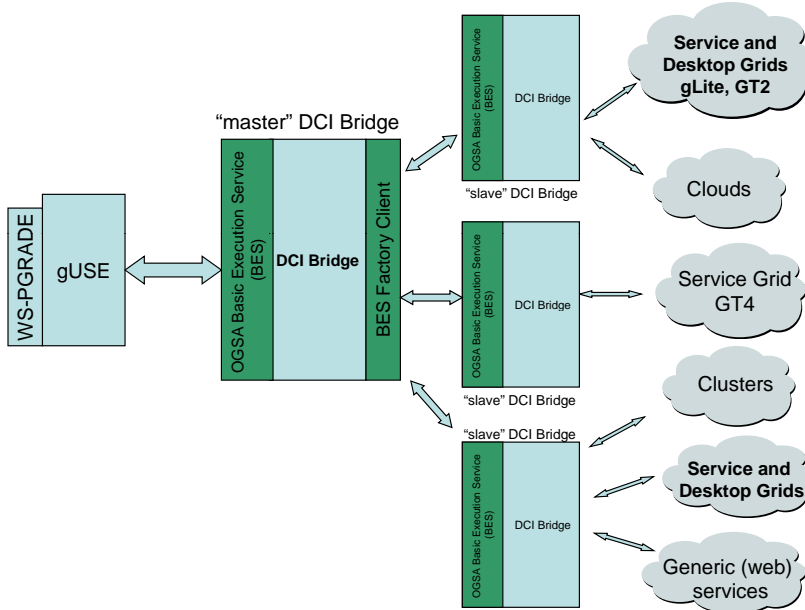 WS-PGRADE
gUSE
“master” DCI Bridge
OGSA Basic Execution Service
(BES)
DCI Bridge
BES Factory Client
OGSA Basic Execution Service
(BES)
DCI Bridge
“slave” DCI Bridge
Service and
Desktop Grids
gLite, GT2
Clouds
OGSA Basic Execution Service
(BES)
DCI Bridge
“slave” DCI Bridge
Service Grid
GT4
“slave” DCI Bridge
OGSA Basic Execution Service
(BES)
DCI Bridge
Clusters
Service and
Desktop Grids
Generic (web)
services